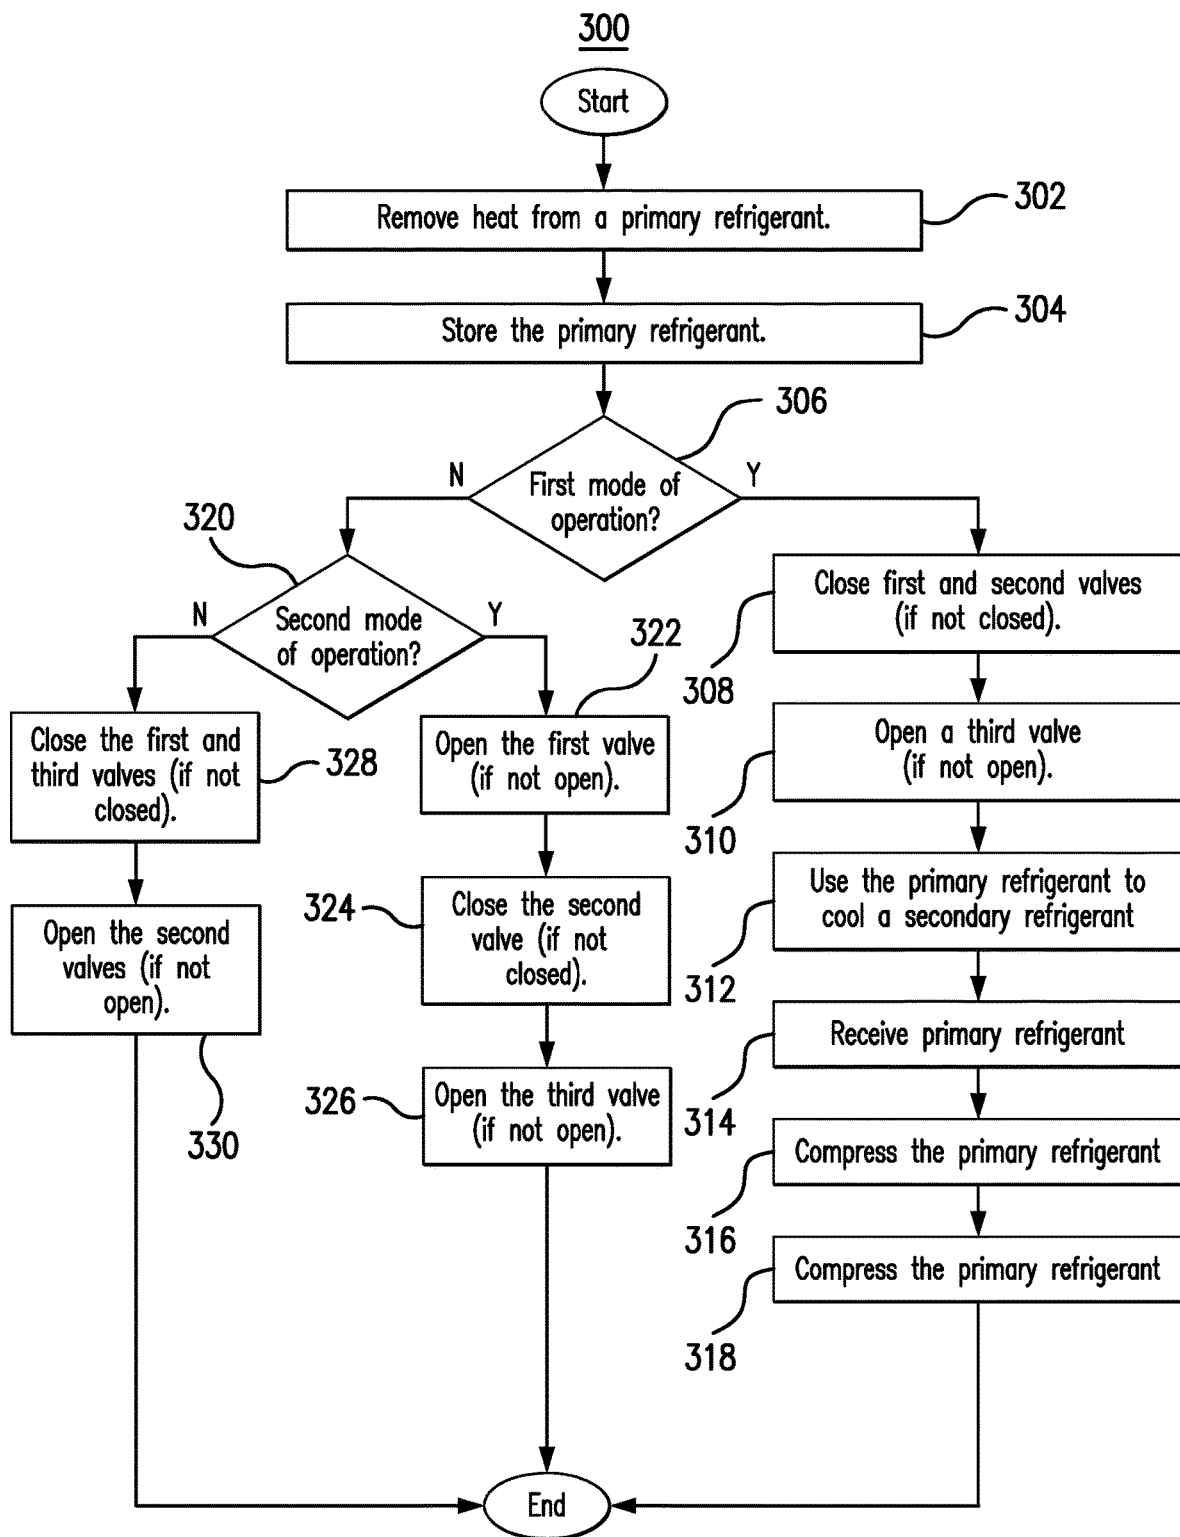 300
Start
Remove heat from a primary refrigerant.
302
Store the primary refrigerant.
304
306
First mode of
operation?
N
Y
320
Second mode
of operation?
N
Y
Close first and second valves
(if not closed).
308
322
Close the first and
third valves (if not
closed).
328
Open the first valve
(if not open).
Open a third valve
(if not open).
310
Open the second
valves (if not
open).
330
324
Close the second
valve (if not
closed).
Use the primary refrigerant to
cool a secondary refrigerant
312
326
Open the third valve
(if not open).
Receive primary refrigerant
314
Compress the primary refrigerant
316
Compress the primary refrigerant
318
End